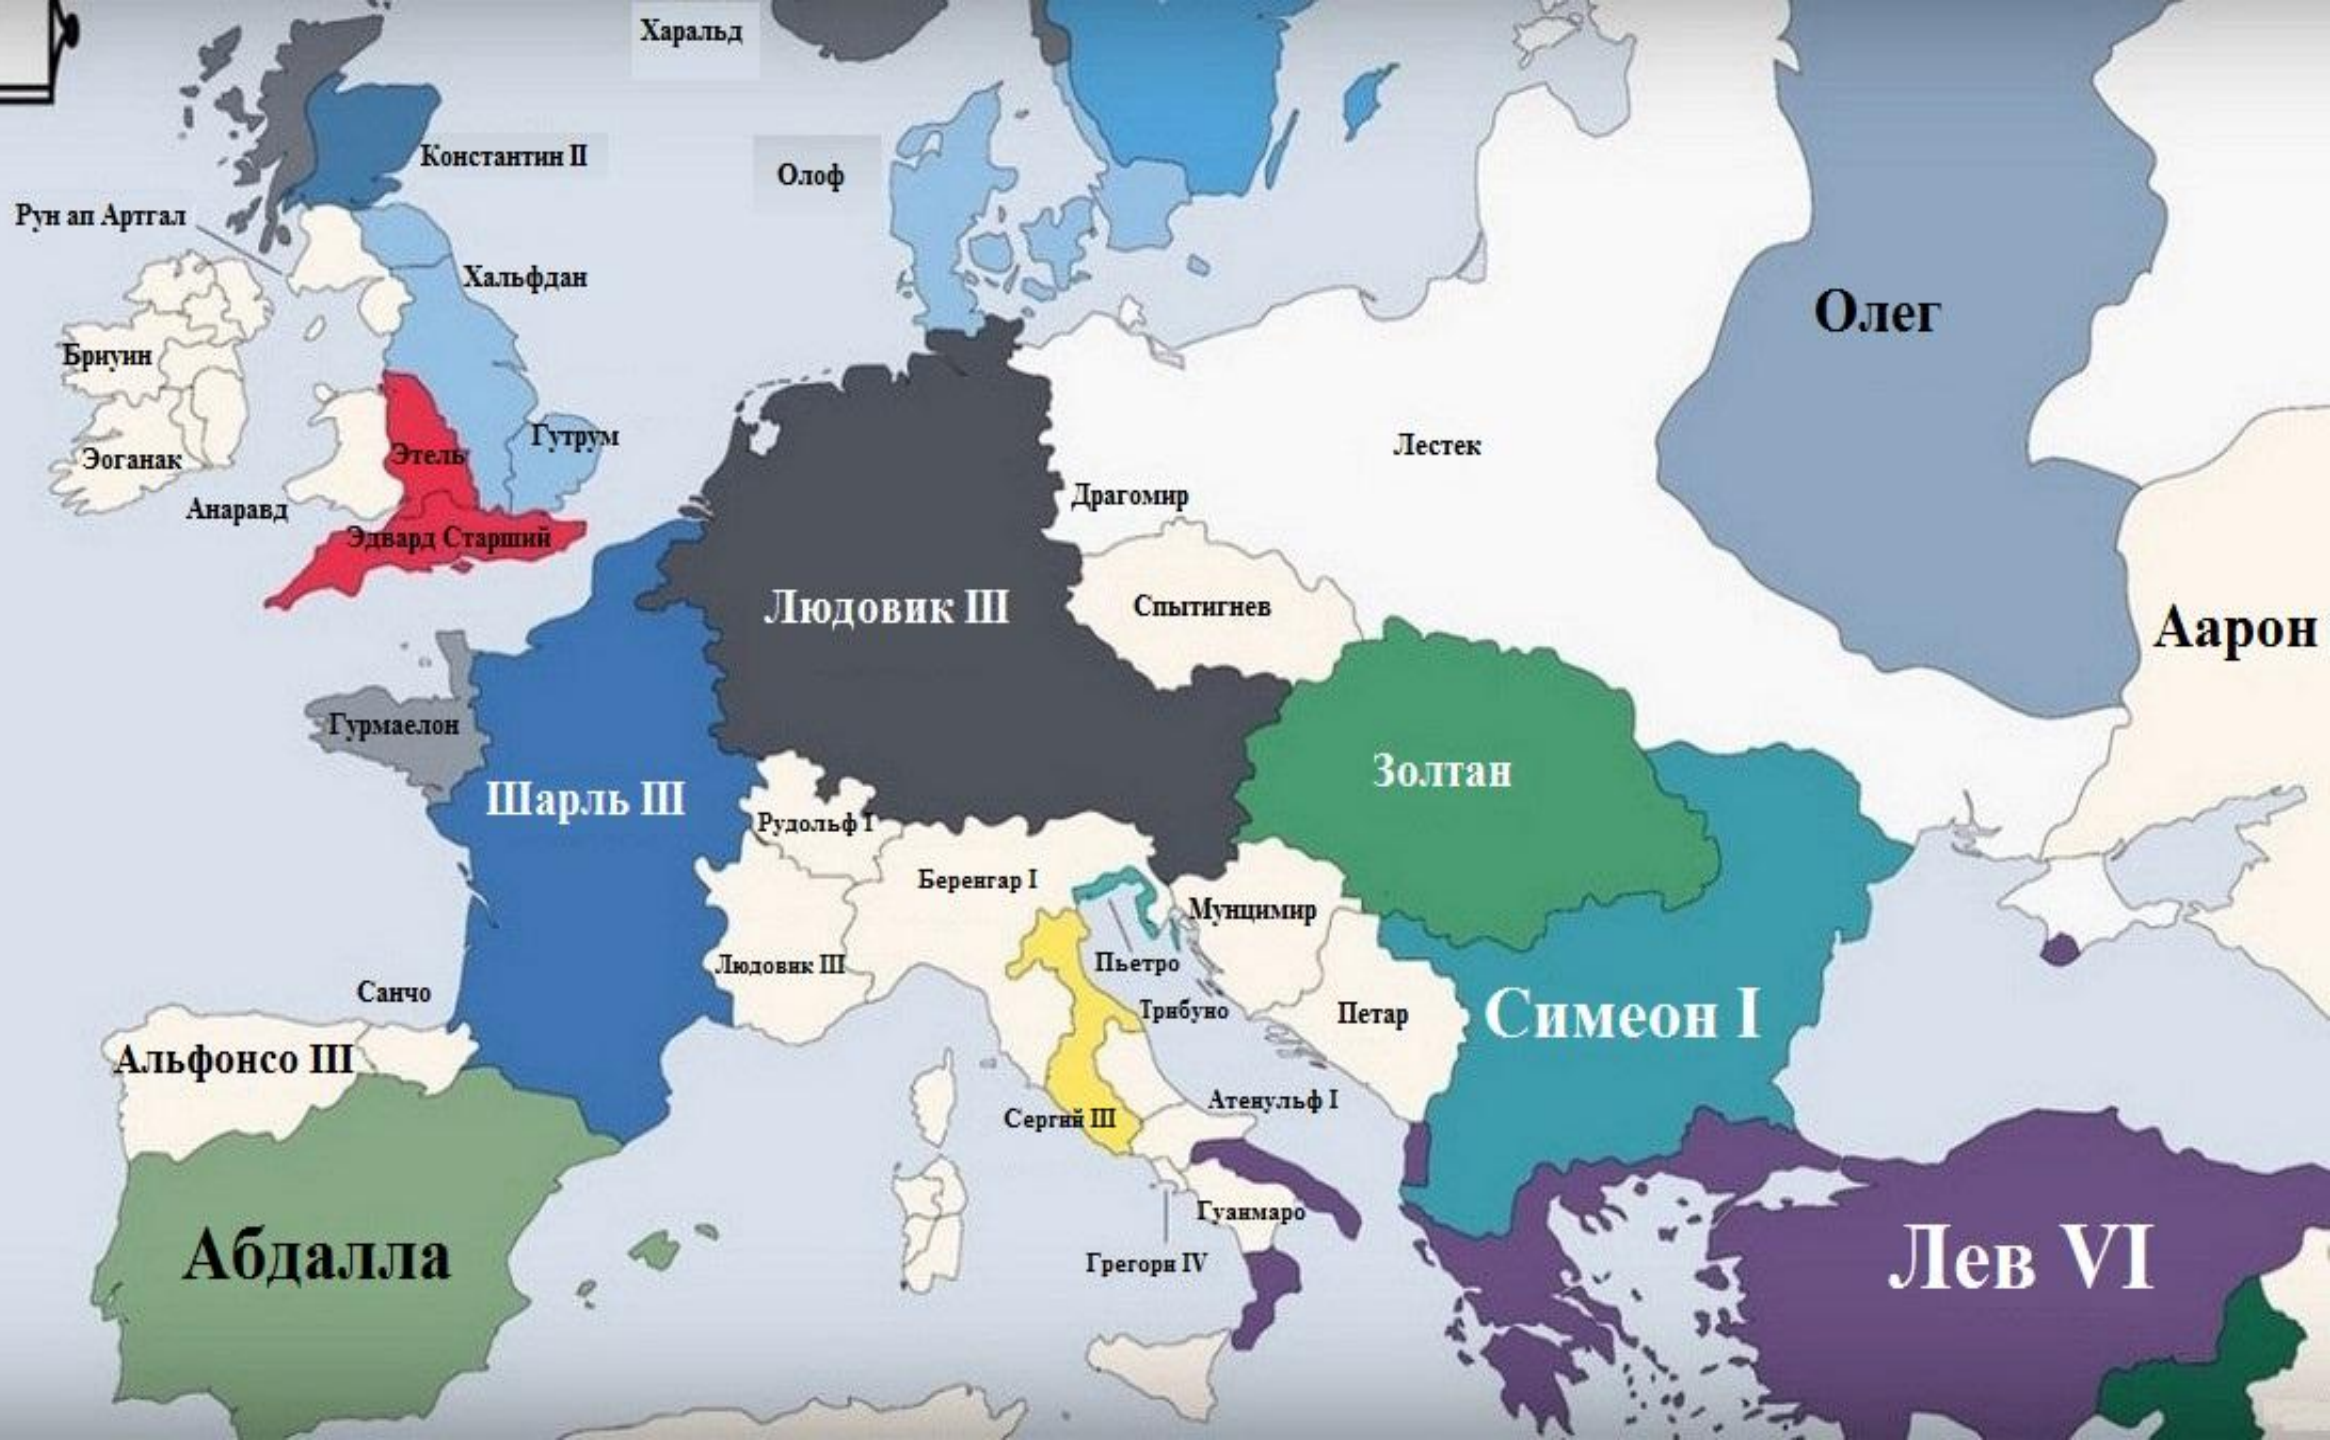 Харальд
Константин II
Олоф
Рун ап Артгал
Хальфдан
Олег
Бриуин
Гутрум
Этель
Эоганак
Лестек
Драгомир
Анаравд
Эдвард Старший
Людовик III
Спытигнев
Аарон
Гурмаелон
Золтан
Шарль III
Рудольф I
Беренгар I
Мунцимир
Людовик III
Пьетро
Санчо
Трибуно
Петар
Симеон I
Альфонсо III
Атенульф I
Сергий III
Гуаимаро
Абдалла
Грегори IV
Лев VI